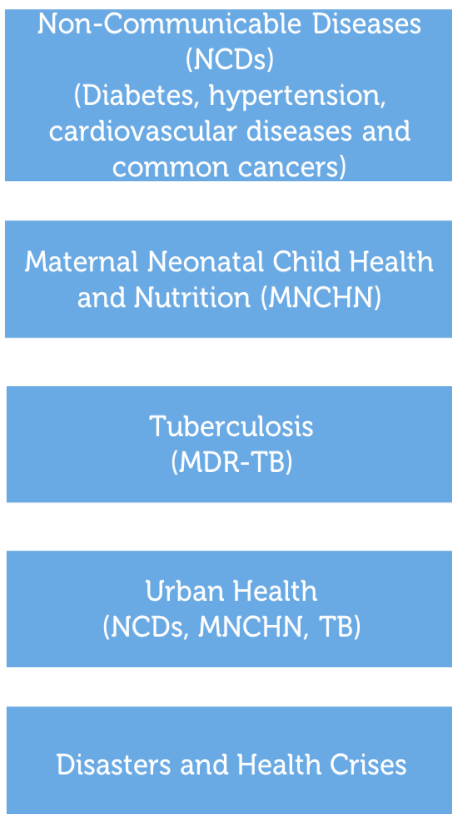 Non-Communicable Diseases
(NCDs)
(Diabetes, hypertension,
cardiovascular diseases and
common cancers)
Maternal Neonatal Child Health
and Nutrition (MNCHN)
Tuberculosis
(MDR-TB)
Urban Health
(NCDs, MNCHN, TB)
Disasters and Health Crises